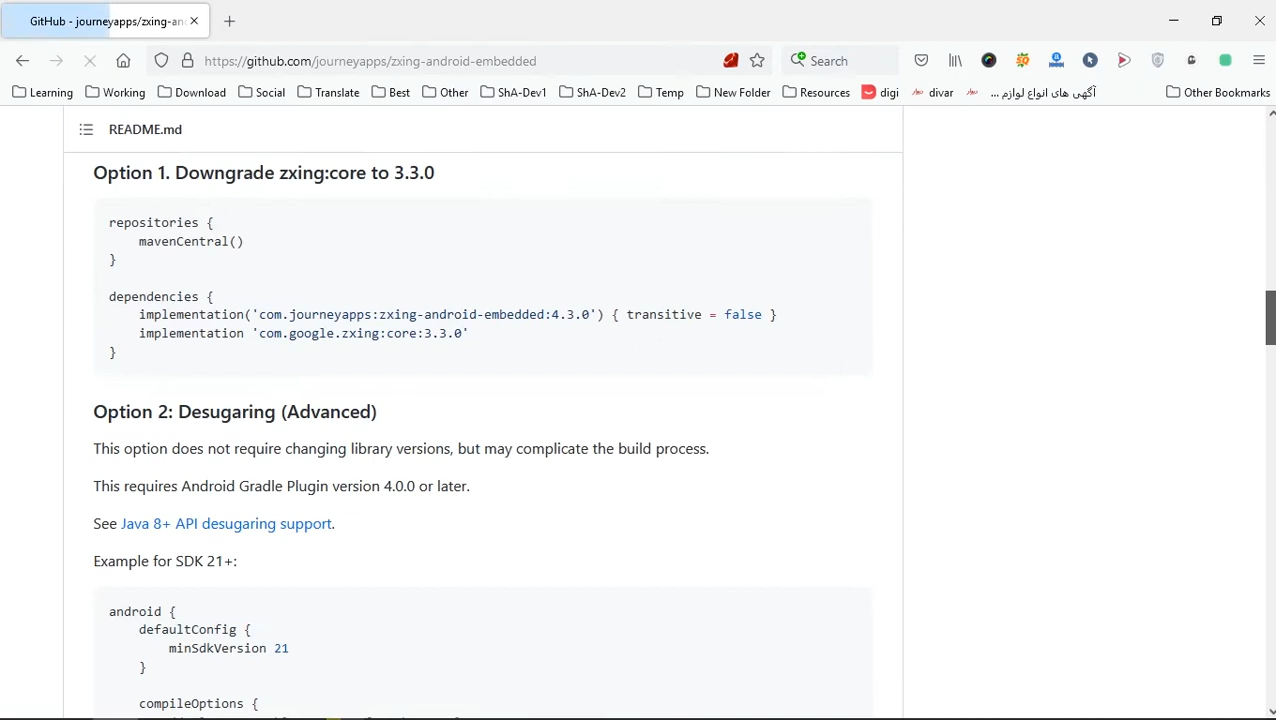 GitHub - journeyapps/zxing-an
https://github.com/journeyapps/zxing-android-embedded
Search
Learning Working Download Social Translate Best Other ShA-Dev1 ShA-Dev2 Temp New Folder Resources digi divar آگهی های انواع لوازم ... Other Bookmarks
README.md
Option 1. Downgrade zxing:core to 3.3.0
repositories {
mavenCentral()
}
dependencies {
implementation('com.journeyapps:zxing-android-embedded:4.3.0') { transitive = false }
implementation 'com.google.zxing:core:3.3.0'
}
Option 2: Desugaring (Advanced)
This option does not require changing library versions, but may complicate the build process.
This requires Android Gradle Plugin version 4.0.0 or later.
See Java 8+ API desugaring support.
Example for SDK 21+:
android {
defaultConfig {
minSdkVersion 21
}
compileOptions {